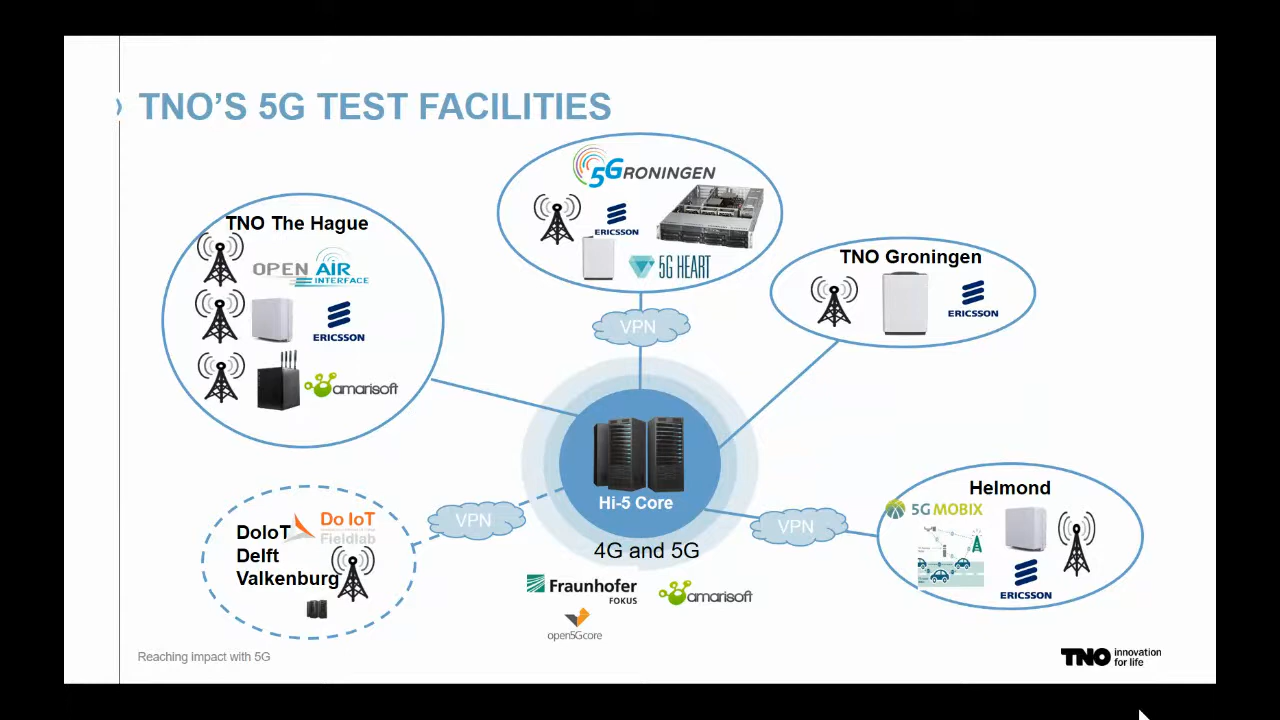 TNO'S 5G TEST FACILITIES
5GRONINGEN
ERICSSON
5G HEART
TNO The Hague
OPEN AIR
INTERFACE
ERICSSON
amarisoft
TNO Groningen
ERICSSON
VPN
Hi-5 Core
4G and 5G
Fraunhofer
FOKUS
amarisoft
open5Gcore
VPN
VPN
DoIoT
Delft
Valkenburg
Do IoT
Fieldlab
Helmond
5G MOBIX
ERICSSON
Reaching impact with 5G
TNO innovation
for life